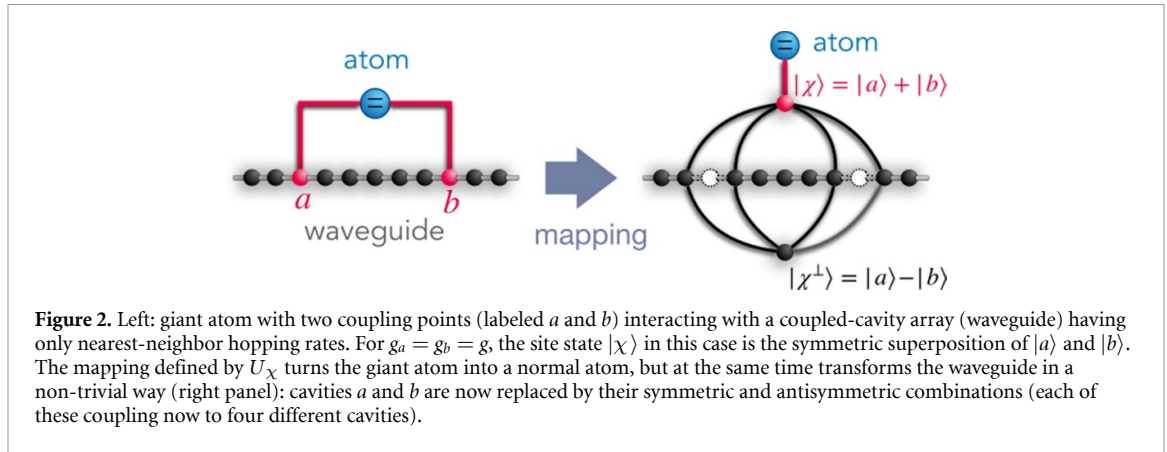 atom
a
b
waveguide
mapping
atom
|χ⟩ = |a⟩ + |b⟩
|χ⊥⟩ = |a⟩−|b⟩
Figure 2. Left: giant atom with two coupling points (labeled a and b) interacting with a coupled-cavity array (waveguide) having
only nearest-neighbor hopping rates. For gₐ = g_b = g, the site state |χ⟩ in this case is the symmetric superposition of |a⟩ and |b⟩.
The mapping defined by U_χ turns the giant atom into a normal atom, but at the same time transforms the waveguide in a
non-trivial way (right panel): cavities a and b are now replaced by their symmetric and antisymmetric combinations (each of
these coupling now to four different cavities).